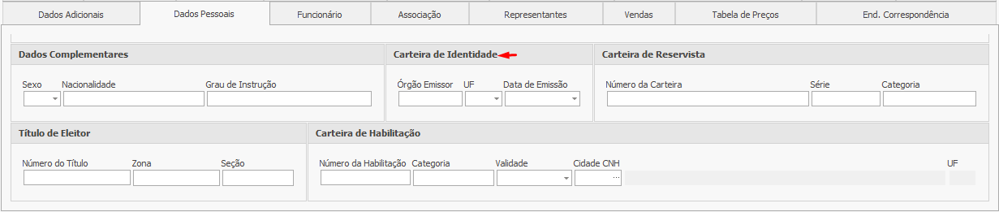 Dados Adicionais Dados Pessoais Funcionário Associação Representantes Vendas Tabela de Preços End. Correspondência
Dados Complementares Carteira de Identidade Carteira de Reservista
Sexo Nacionalidade Grau de Instrução Órgão Emissor UF Data de Emissão Número da Carteira Série Categoria
Título de Eleitor Carteira de Habilitação
Número do Título Zona Seção Número da Habilitação Categoria Validade Cidade CNH UF
...